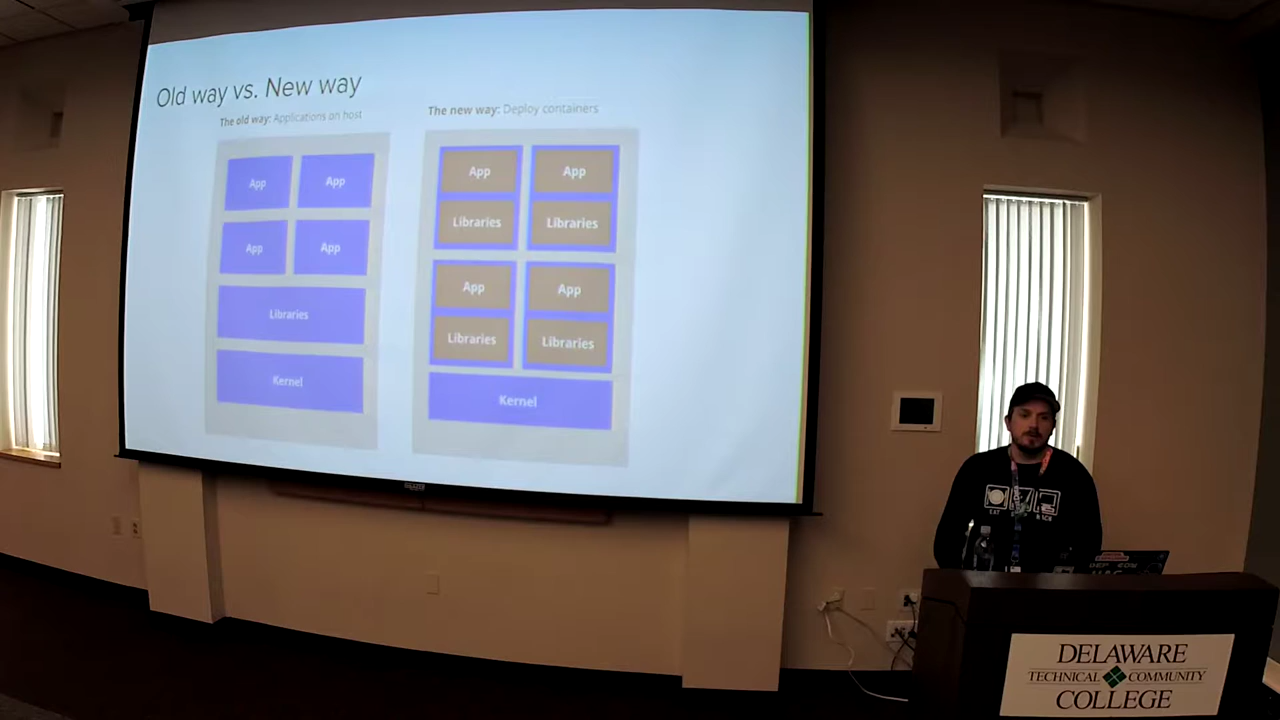 Old way vs. New way
The old way: Applications on host
App
App
App
App
Libraries
Kernel
The new way: Deploy containers
App
App
Libraries
Libraries
App
App
Libraries
Libraries
Kernel
EAT
DELAWARE
TECHNICAL COMMUNITY
COLLEGE